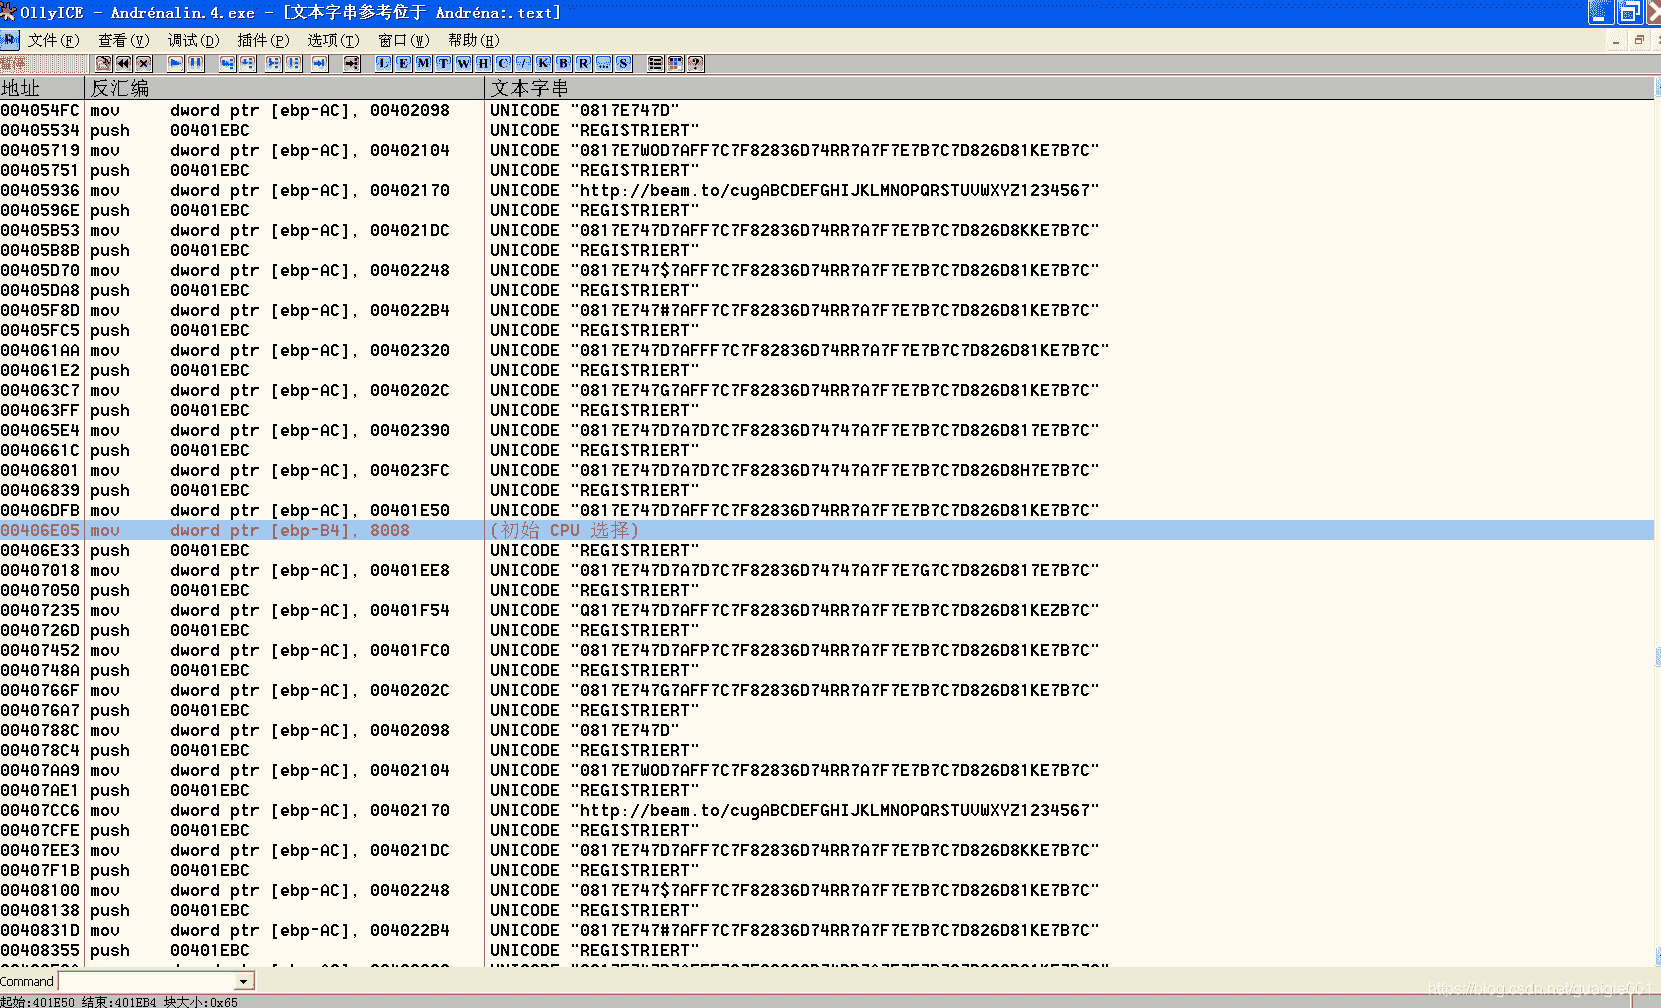 OllyICE - Andrénalin.4.exe - [文本字串参考位于 Andréna:.text]
文件(F) 查看(V) 调试(D) 插件(P) 选项(T) 窗口(W) 帮助(H)
暂停 L E M T W H C / K B R ... S ?
地址 反汇编 文本字串
004054FC mov dword ptr [ebp-AC], 00402098 UNICODE "0817E747D"
00405534 push 00401EBC UNICODE "REGISTRIERT"
00405719 mov dword ptr [ebp-AC], 00402104 UNICODE "0817E7WOD7AFF7C7F82836D74RR7A7F7E7B7C7D826D81KE7B7C"
00405751 push 00401EBC UNICODE "REGISTRIERT"
00405936 mov dword ptr [ebp-AC], 00402170 UNICODE "http://beam.to/cugABCDEFGHIJKLMNOPQRSTUVWXYZ1234567"
0040596E push 00401EBC UNICODE "REGISTRIERT"
00405B53 mov dword ptr [ebp-AC], 004021DC UNICODE "0817E747D7AFF7C7F82836D74RR7A7F7E7B7C7D826D8KKE7B7C"
00405B8B push 00401EBC UNICODE "REGISTRIERT"
00405D70 mov dword ptr [ebp-AC], 00402248 UNICODE "0817E747$7AFF7C7F82836D74RR7A7F7E7B7C7D826D81KE7B7C"
00405DA8 push 00401EBC UNICODE "REGISTRIERT"
00405F8D mov dword ptr [ebp-AC], 004022B4 UNICODE "0817E747#7AFF7C7F82836D74RR7A7F7E7B7C7D826D81KE7B7C"
00405FC5 push 00401EBC UNICODE "REGISTRIERT"
004061AA mov dword ptr [ebp-AC], 00402320 UNICODE "0817E747D7AFFF7C7F82836D74RR7A7F7E7B7C7D826D81KE7B7C"
004061E2 push 00401EBC UNICODE "REGISTRIERT"
004063C7 mov dword ptr [ebp-AC], 0040202C UNICODE "0817E747G7AFF7C7F82836D74RR7A7F7E7B7C7D826D81KE7B7C"
004063FF push 00401EBC UNICODE "REGISTRIERT"
004065E4 mov dword ptr [ebp-AC], 00402390 UNICODE "0817E747D7A7D7C7F82836D74747A7F7E7B7C7D826D817E7B7C"
0040661C push 00401EBC UNICODE "REGISTRIERT"
00406801 mov dword ptr [ebp-AC], 004023FC UNICODE "0817E747D7A7D7C7F82836D74747A7F7E7B7C7D826D8H7E7B7C"
00406839 push 00401EBC UNICODE "REGISTRIERT"
00406DFB mov dword ptr [ebp-AC], 00401E50 UNICODE "0817E747D7AFF7C7F82836D74RR7A7F7E7B7C7D826D81KE7B7C"
00406E05 mov dword ptr [ebp-B4], 8008 (初始 CPU 选择)
00406E33 push 00401EBC UNICODE "REGISTRIERT"
00407018 mov dword ptr [ebp-AC], 00401EE8 UNICODE "0817E747D7A7D7C7F82836D74747A7F7E7G7C7D826D817E7B7C"
00407050 push 00401EBC UNICODE "REGISTRIERT"
00407235 mov dword ptr [ebp-AC], 00401F54 UNICODE "Q817E747D7AFF7C7F82836D74RR7A7F7E7B7C7D826D81KE2B7C"
0040726D push 00401EBC UNICODE "REGISTRIERT"
00407452 mov dword ptr [ebp-AC], 00401FC0 UNICODE "0817E747D7AFP7C7F82836D74RR7A7F7E7B7C7D826D81KE7B7C"
0040748A push 00401EBC UNICODE "REGISTRIERT"
0040766F mov dword ptr [ebp-AC], 0040202C UNICODE "0817E747G7AFF7C7F82836D74RR7A7F7E7B7C7D826D81KE7B7C"
004076A7 push 00401EBC UNICODE "REGISTRIERT"
0040788C mov dword ptr [ebp-AC], 00402098 UNICODE "0817E747D"
004078C4 push 00401EBC UNICODE "REGISTRIERT"
00407AA9 mov dword ptr [ebp-AC], 00402104 UNICODE "0817E7WOD7AFF7C7F82836D74RR7A7F7E7B7C7D826D81KE7B7C"
00407AE1 push 00401EBC UNICODE "REGISTRIERT"
00407CC6 mov dword ptr [ebp-AC], 00402170 UNICODE "http://beam.to/cugABCDEFGHIJKLMNOPQRSTUVWXYZ1234567"
00407CFE push 00401EBC UNICODE "REGISTRIERT"
00407EE3 mov dword ptr [ebp-AC], 004021DC UNICODE "0817E747D7AFF7C7F82836D74RR7A7F7E7B7C7D826D8KKE7B7C"
00407F1B push 00401EBC UNICODE "REGISTRIERT"
00408100 mov dword ptr [ebp-AC], 00402248 UNICODE "0817E747$7AFF7C7F82836D74RR7A7F7E7B7C7D826D81KE7B7C"
00408138 push 00401EBC UNICODE "REGISTRIERT"
0040831D mov dword ptr [ebp-AC], 004022B4 UNICODE "0817E747#7AFF7C7F82836D74RR7A7F7E7B7C7D826D81KE7B7C"
00408355 push 00401EBC UNICODE "REGISTRIERT"
Command
https://blog.csdn.net/guaigle001
起始:401E50 结束:401EB4 块大小:0x65